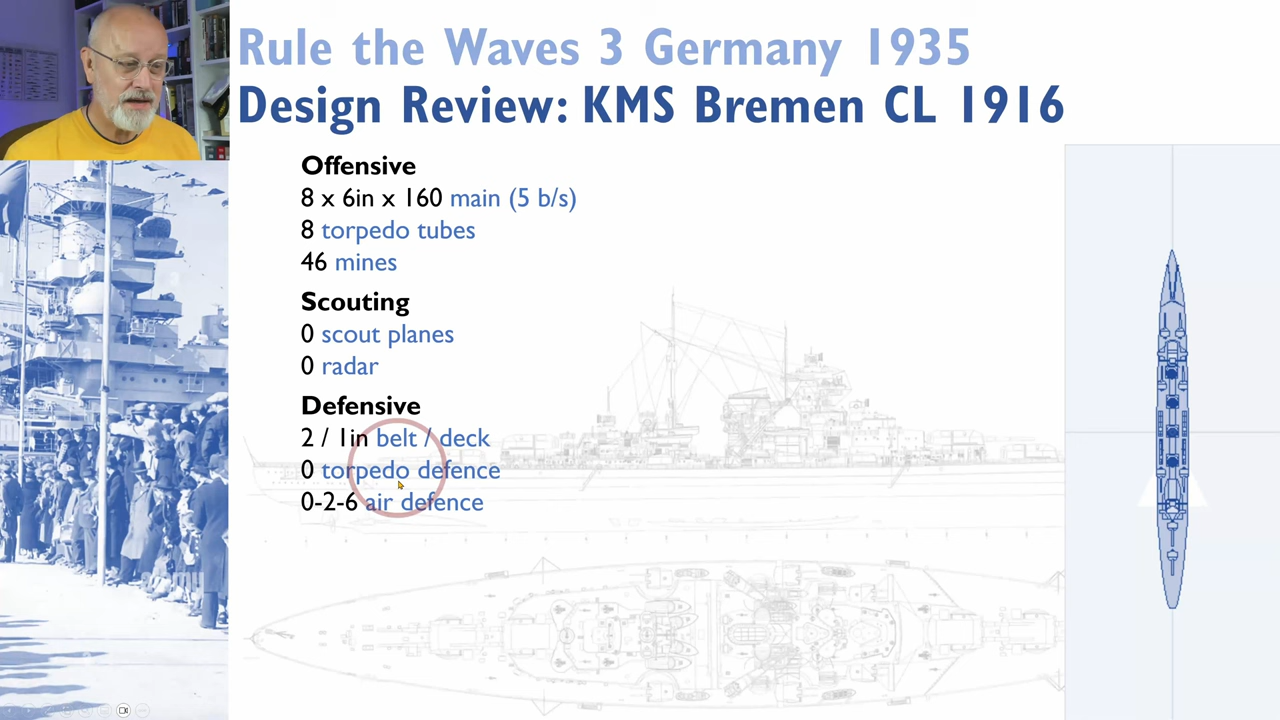 Rule the Waves 3 Germany 1935
Design Review: KMS Bremen CL 1916
Offensive
8 x 6in x 160 main (5 b/s)
8 torpedo tubes
46 mines
Scouting
0 scout planes
0 radar
Defensive
2 / 1in belt / deck
0 torpedo defence
0-2-6 air defence